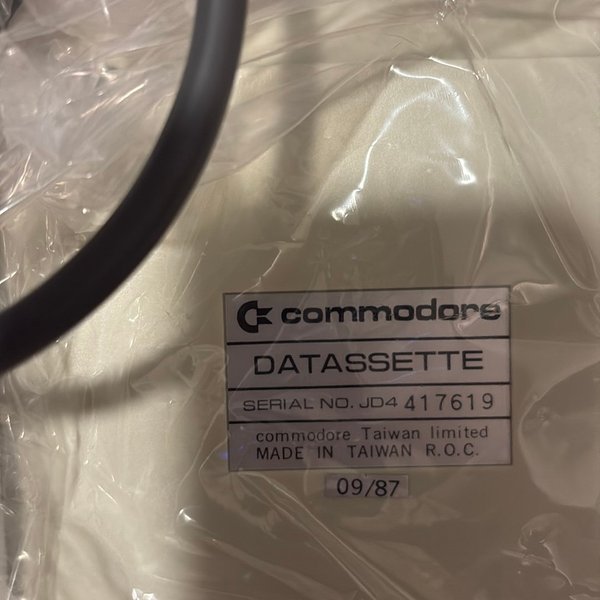 commodore
DATASSETTE
SERIAL NO. JD4 417619
commodore Taiwan limited
MADE IN TAIWAN R.O.C.
09/87